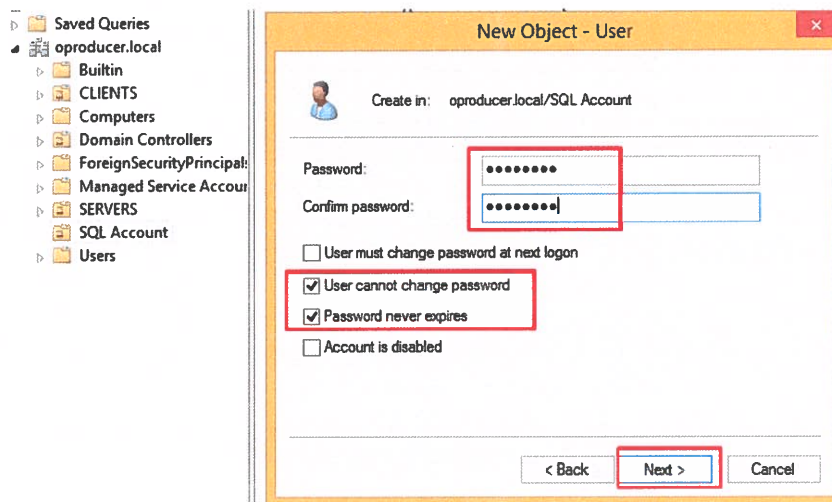 Saved Queries
oproducer.local
Builtin
CLIENTS
Computers
Domain Controllers
ForeignSecurityPrincipals
Managed Service Accour
SERVERS
SQL Account
Users
New Object - User
Create in: oproducer.local/SQL Account
Password:
Confirm password:
User must change password at next logon
User cannot change password
Password never expires
Account is disabled
< Back
Next >
Cancel